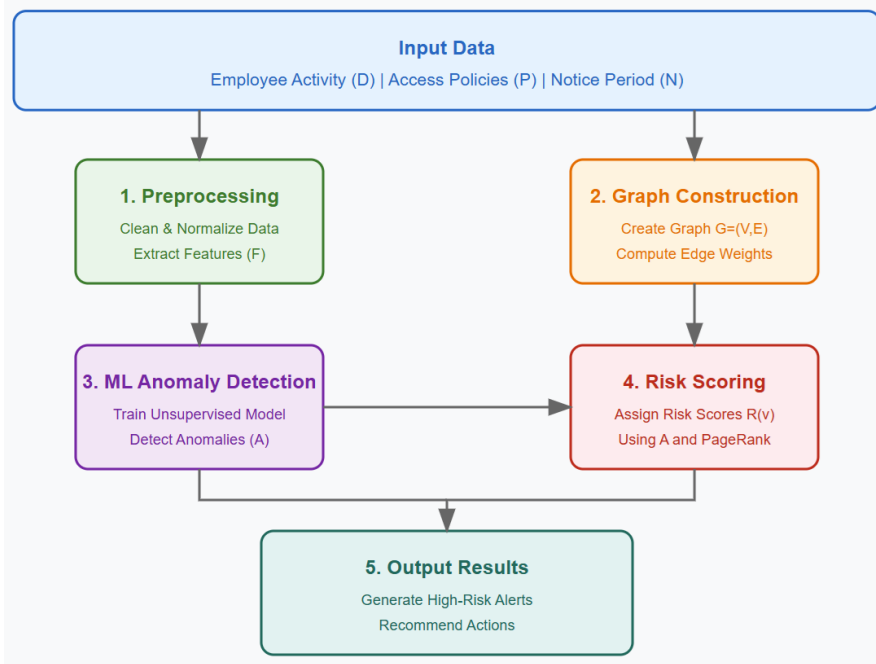 Input Data
Employee Activity (D) | Access Policies (P) | Notice Period (N)
1. Preprocessing
Clean & Normalize Data
Extract Features (F)
2. Graph Construction
Create Graph G=(V,E)
Compute Edge Weights
3. ML Anomaly Detection
Train Unsupervised Model
Detect Anomalies (A)
4. Risk Scoring
Assign Risk Scores R(v)
Using A and PageRank
5. Output Results
Generate High-Risk Alerts
Recommend Actions